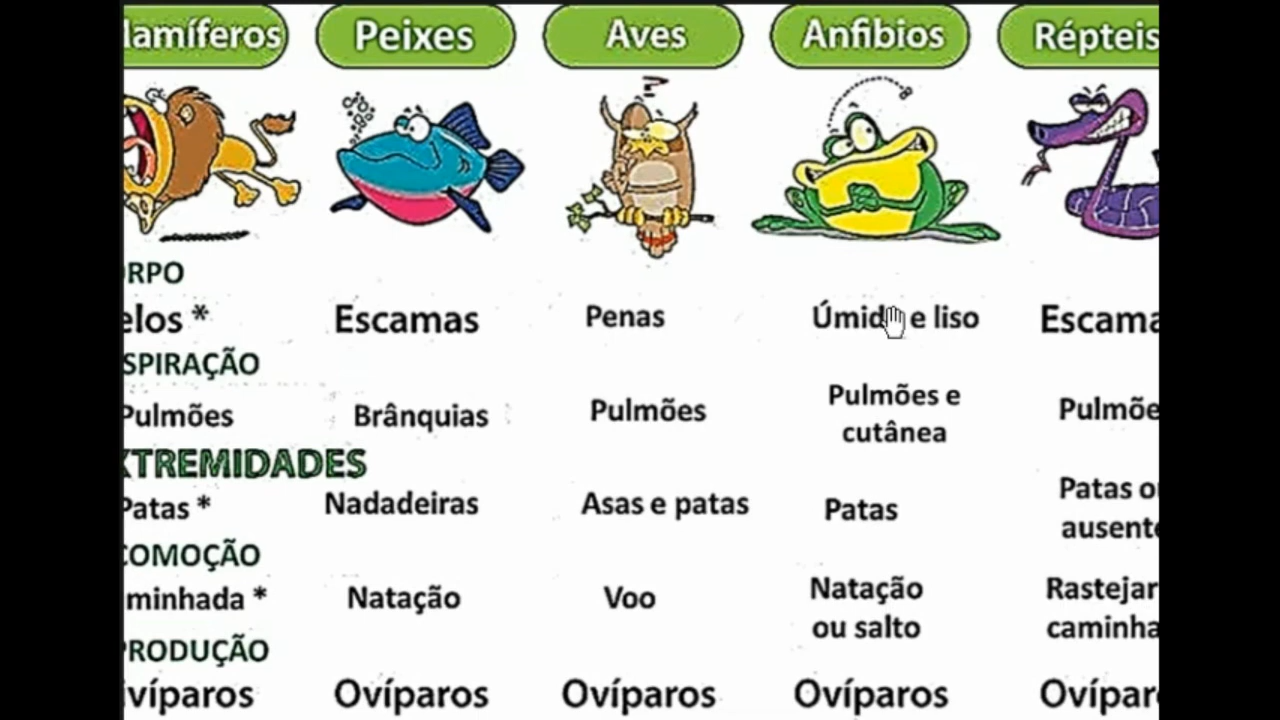 amíferos Peixes Aves Anfibios Répteis
RPO
elos * Escamas Penas Úmido e liso Escama
SPIRAÇÃO
Pulmões Brânquias Pulmões Pulmões e
cutânea Pulmõe
XTREMIDADES
Patas * Nadadeiras Asas e patas Patas Patas o
ausent
COMOÇÃO
minhada * Natação Voo Natação
ou salto Rastejar
caminha
PRODUÇÃO
víparos Ovíparos Ovíparos Ovíparos Ovípar